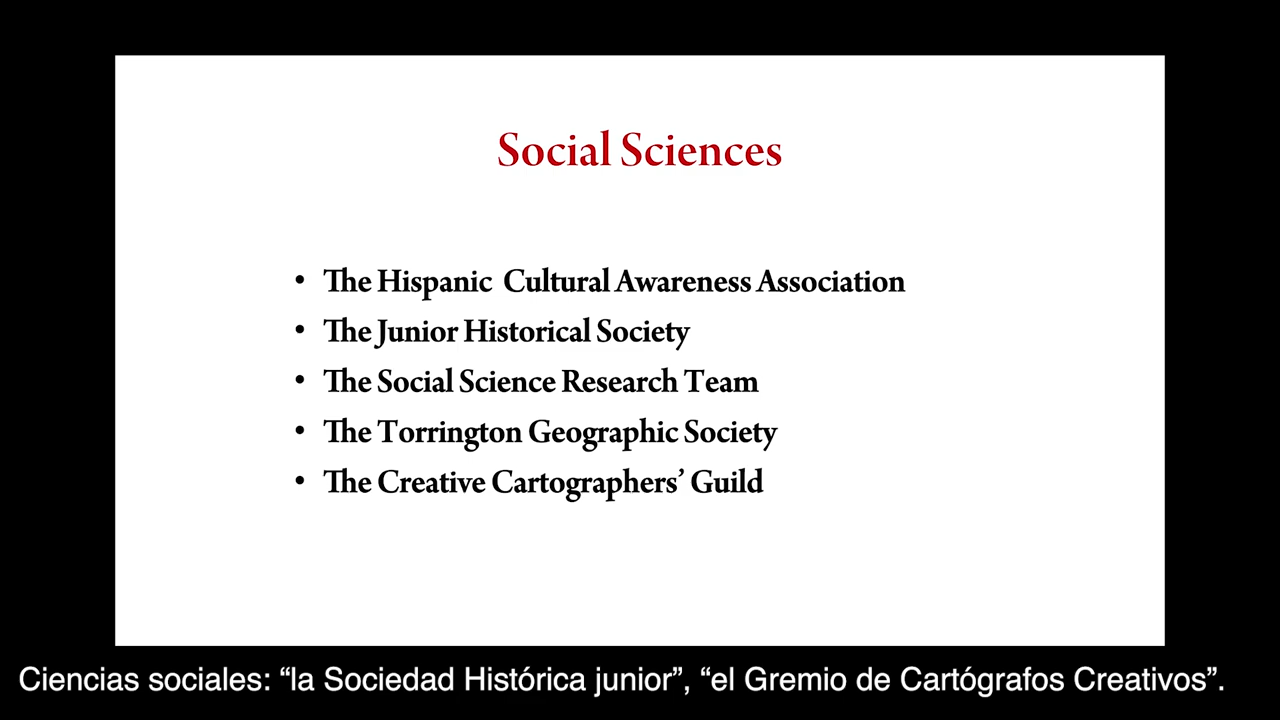 Social Sciences
• The Hispanic Cultural Awareness Association
• The Junior Historical Society
• The Social Science Research Team
• The Torrington Geographic Society
• The Creative Cartographers’ Guild
Ciencias sociales: “la Sociedad Histórica junior”, “el Gremio de Cartógrafos Creativos”.